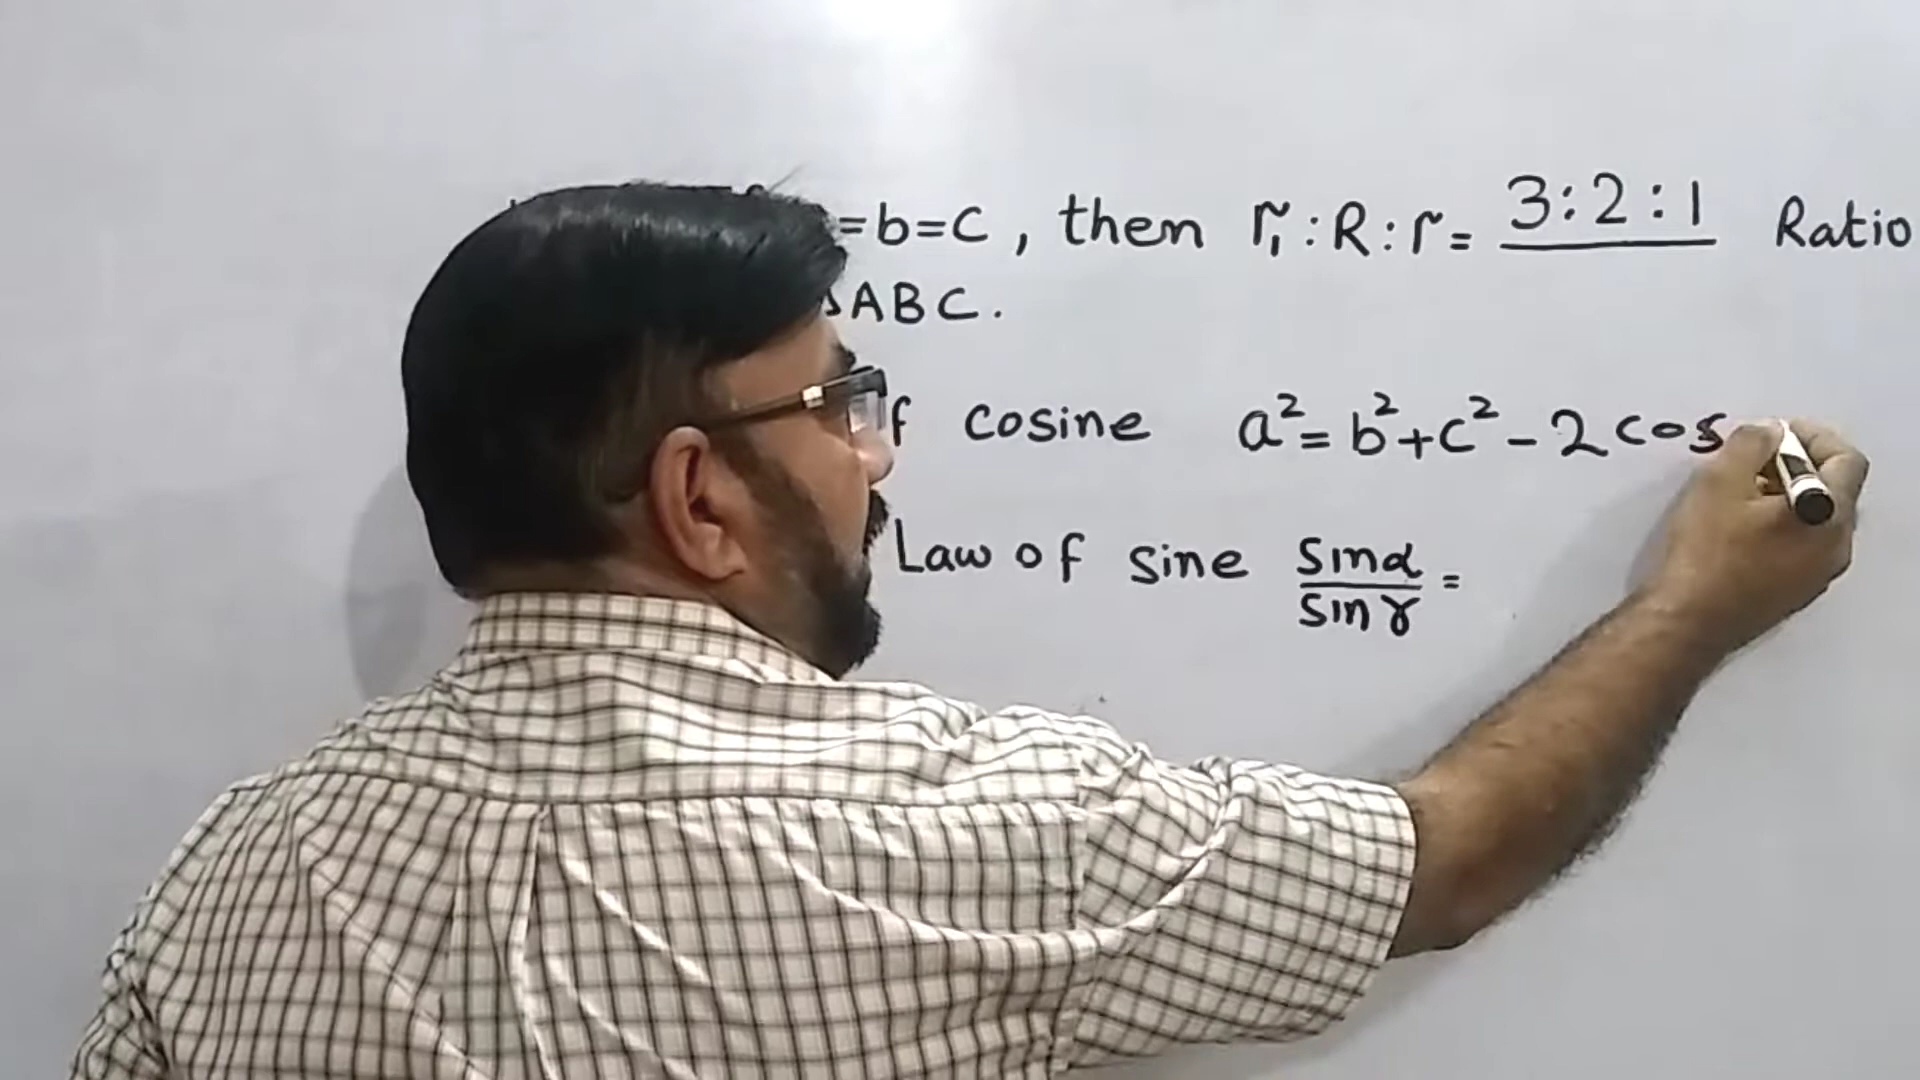 =b=c, then r₁:R:r= 3:2:1 Ratio
ABC.
f cosine a²=b²+c²-2cos
Law of sine sinα/sinγ =